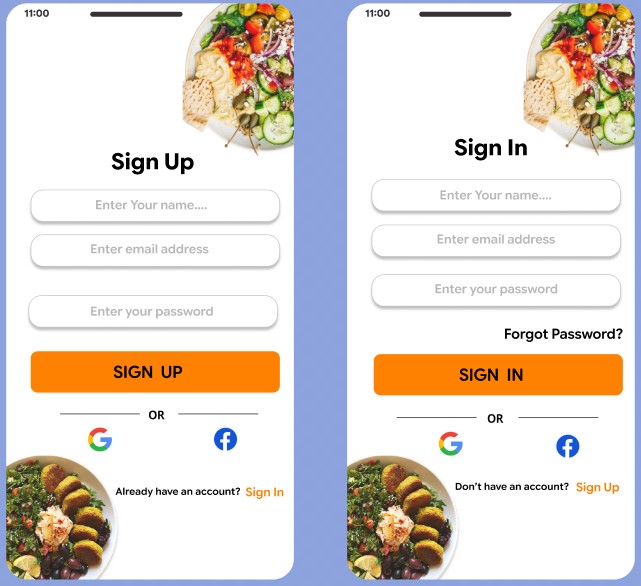 11:00
Sign Up
Enter Your name....
Enter email address
Enter your password
SIGN UP
OR
Already have an account? Sign In
11:00
Sign In
Enter Your name....
Enter email address
Enter your password
Forgot Password?
SIGN IN
OR
Don't have an account? Sign Up